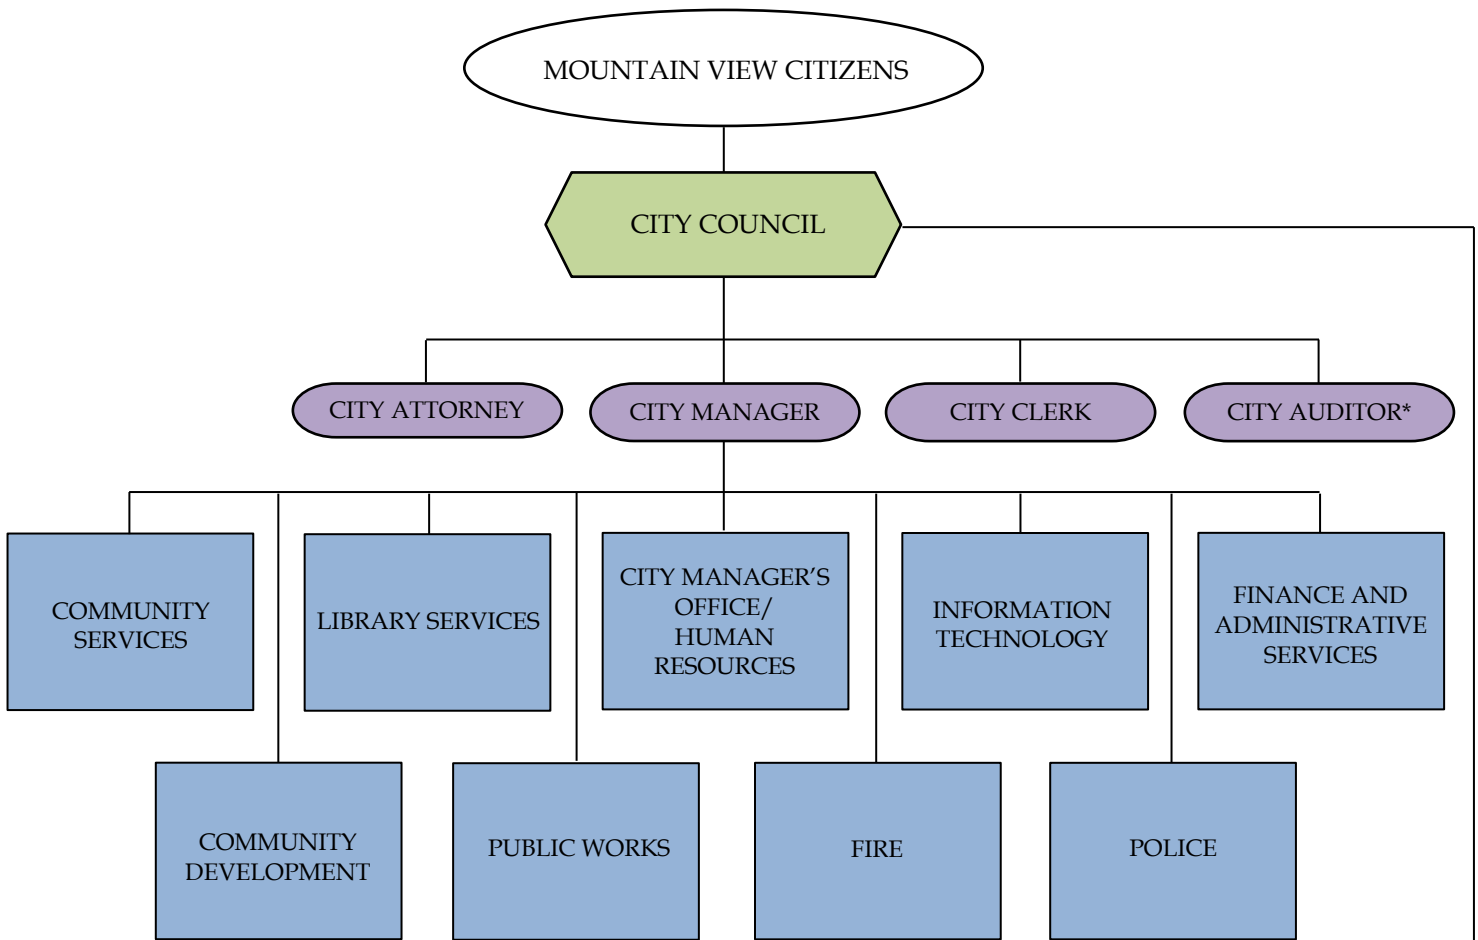 MOUNTAIN VIEW CITIZENS
CITY COUNCIL
CITY ATTORNEY
CITY MANAGER
CITY CLERK
CITY AUDITOR*
COMMUNITY
SERVICES
LIBRARY SERVICES
CITY MANAGER’S
OFFICE/
HUMAN
RESOURCES
INFORMATION
TECHNOLOGY
FINANCE AND
ADMINISTRATIVE
SERVICES
COMMUNITY
DEVELOPMENT
PUBLIC WORKS
FIRE
POLICE